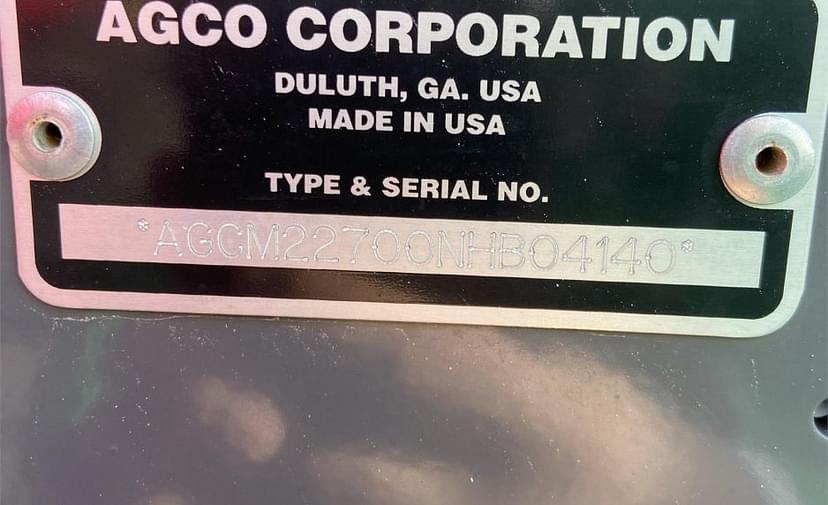 AGCO CORPORATION
DULUTH, GA. USA
MADE IN USA
TYPE & SERIAL NO.
*AGCM22700NHB04140*